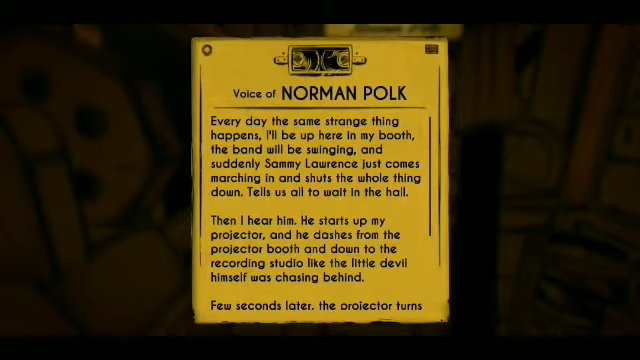 Voice of NORMAN POLK
Every day the same strange thing
happens, I'll be up here in my booth,
the band will be swinging, and
suddenly Sammy Lawrence just comes
marching in and shuts the whole thing
down. Tells us all to wait in the hall.
Then I hear him. He starts up my
projector, and he dashes from the
projector booth and down to the
recording studio like the little devil
himself was chasing behind.
Few seconds later, the projector turns